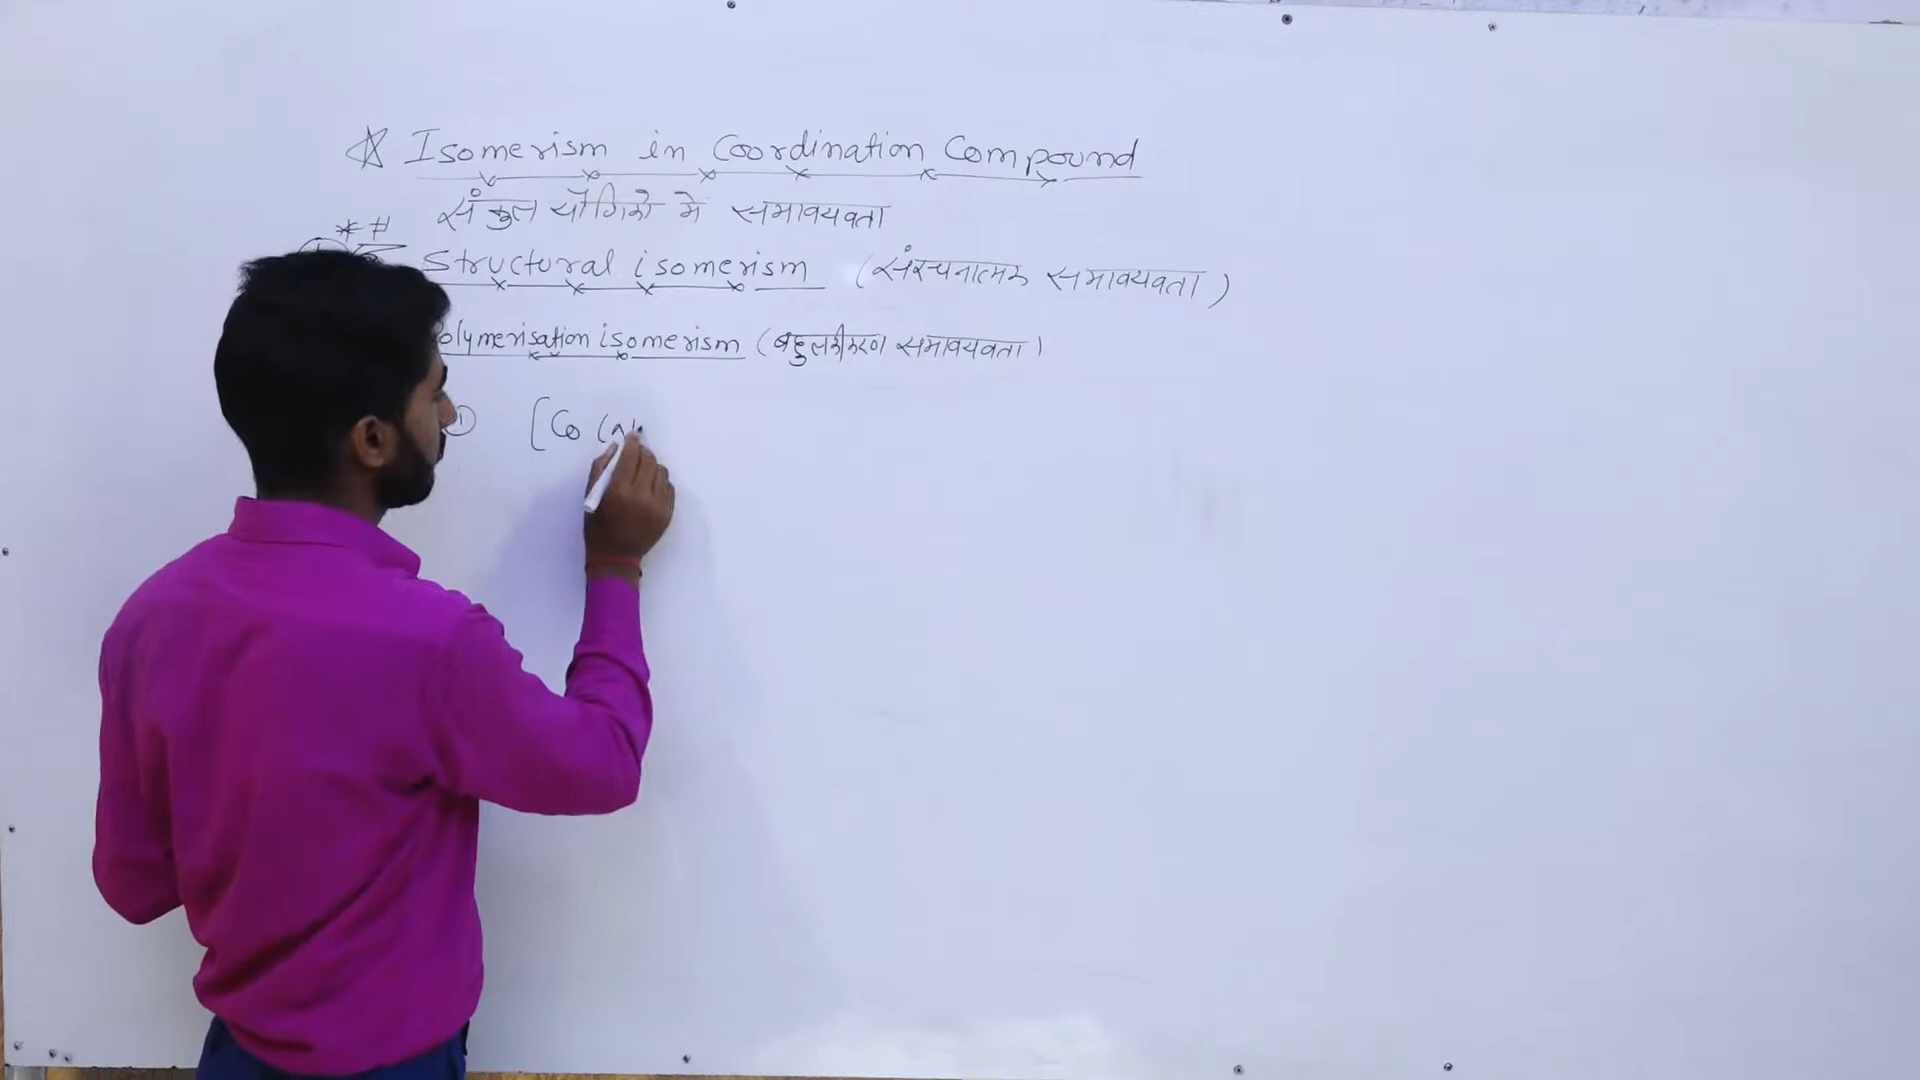 ☆ Isomerism in Coordination Compound
संकुल यौगिको में समावयवता
*#
Structural isomerism (संरचनात्मक समावयवता)
olymerisation isomerism (बहुलकीकरण समावयवता)
① [Co (N